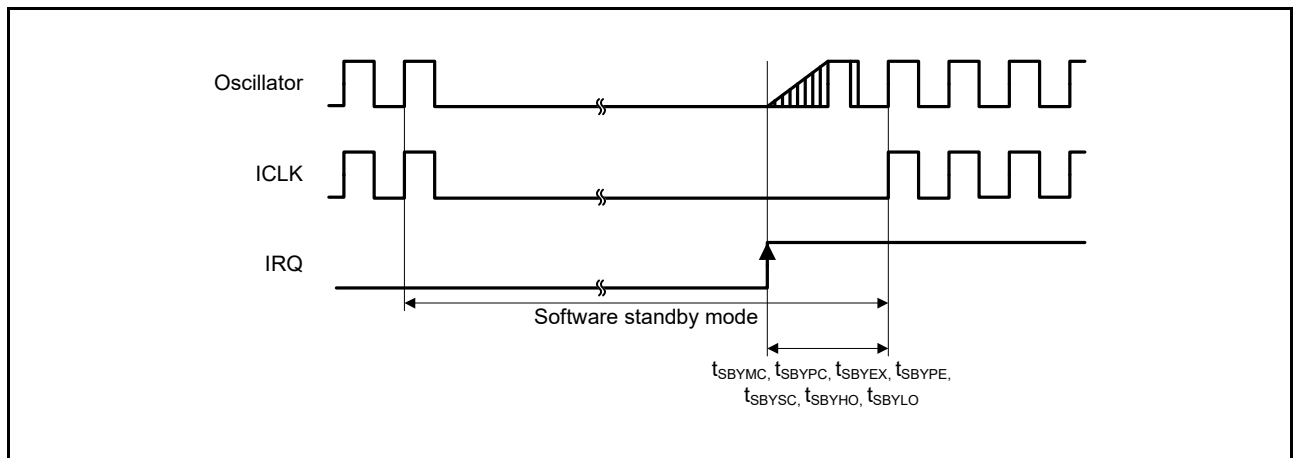 Oscillator
ICLK
IRQ
Software standby mode
tSBYMC, tSBYPC, tSBYEX, tSBYPE,
tSBYSC, tSBYHO, tSBYLO